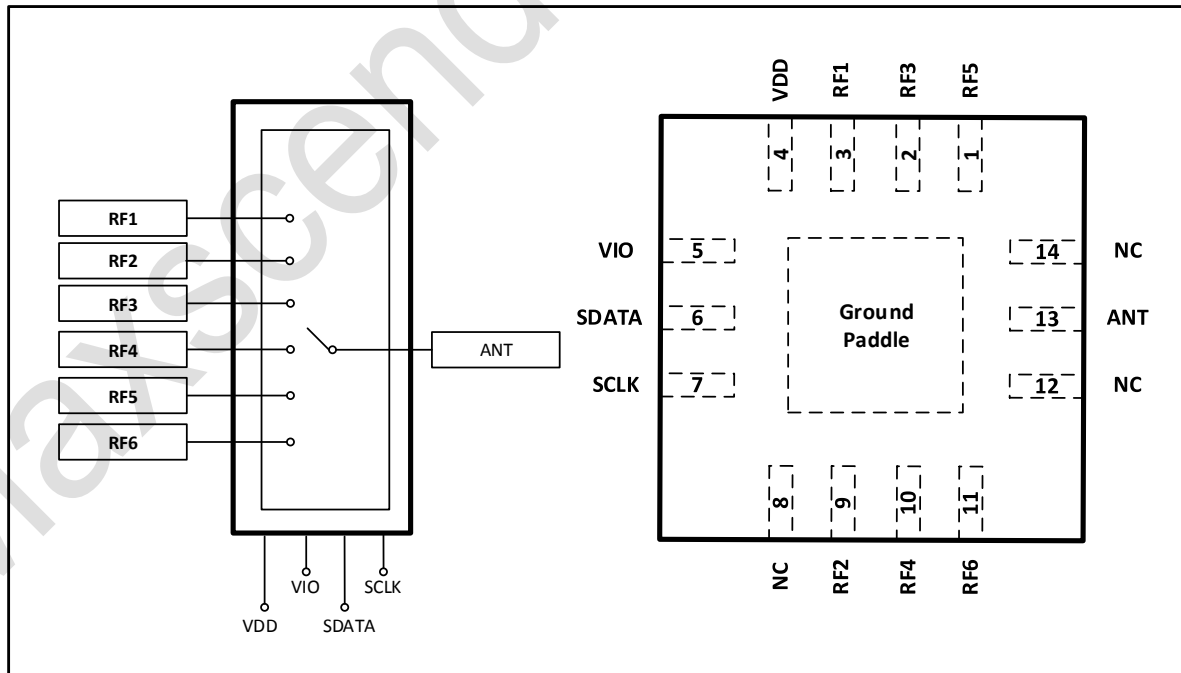 RF1
RF2
RF3
RF4
RF5
RF6
ANT
VDD
VIO
SDATA
SCLK
VDD
RF1
RF3
RF5
4
3
2
1
VIO
5
14
NC
SDATA
6
Ground
Paddle
13
ANT
SCLK
7
12
NC
8
9
10
11
NC
RF2
RF4
RF6
maxscend